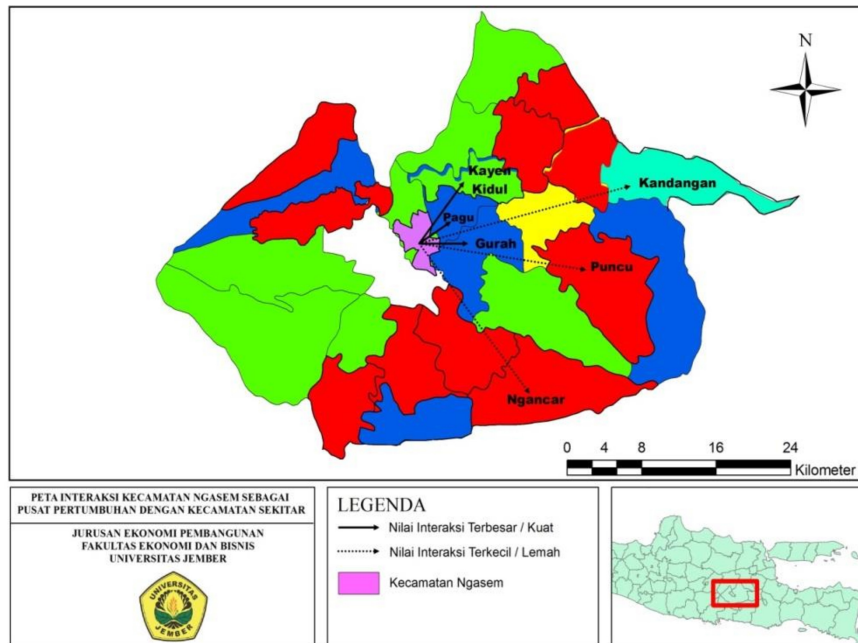 N
Kayen
Kidul
Kandangan
Pagu
Gurah
Puncu
Ngancar
0 4 8 16 24
Kilometer
PETA INTERAKSI KECAMATAN NGASEM SEBAGAI
PUSAT PERTUMBUHAN DENGAN KECAMATAN SEKITAR
JURUSAN EKONOMI PEMBANGUNAN
FAKULTAS EKONOMI DAN BISNIS
UNIVERSITAS JEMBER
UNIVERSITAS
JEMBER
LEGENDA
Nilai Interaksi Terbesar / Kuat
Nilai Interaksi Terkecil / Lemah
Kecamatan Ngasem